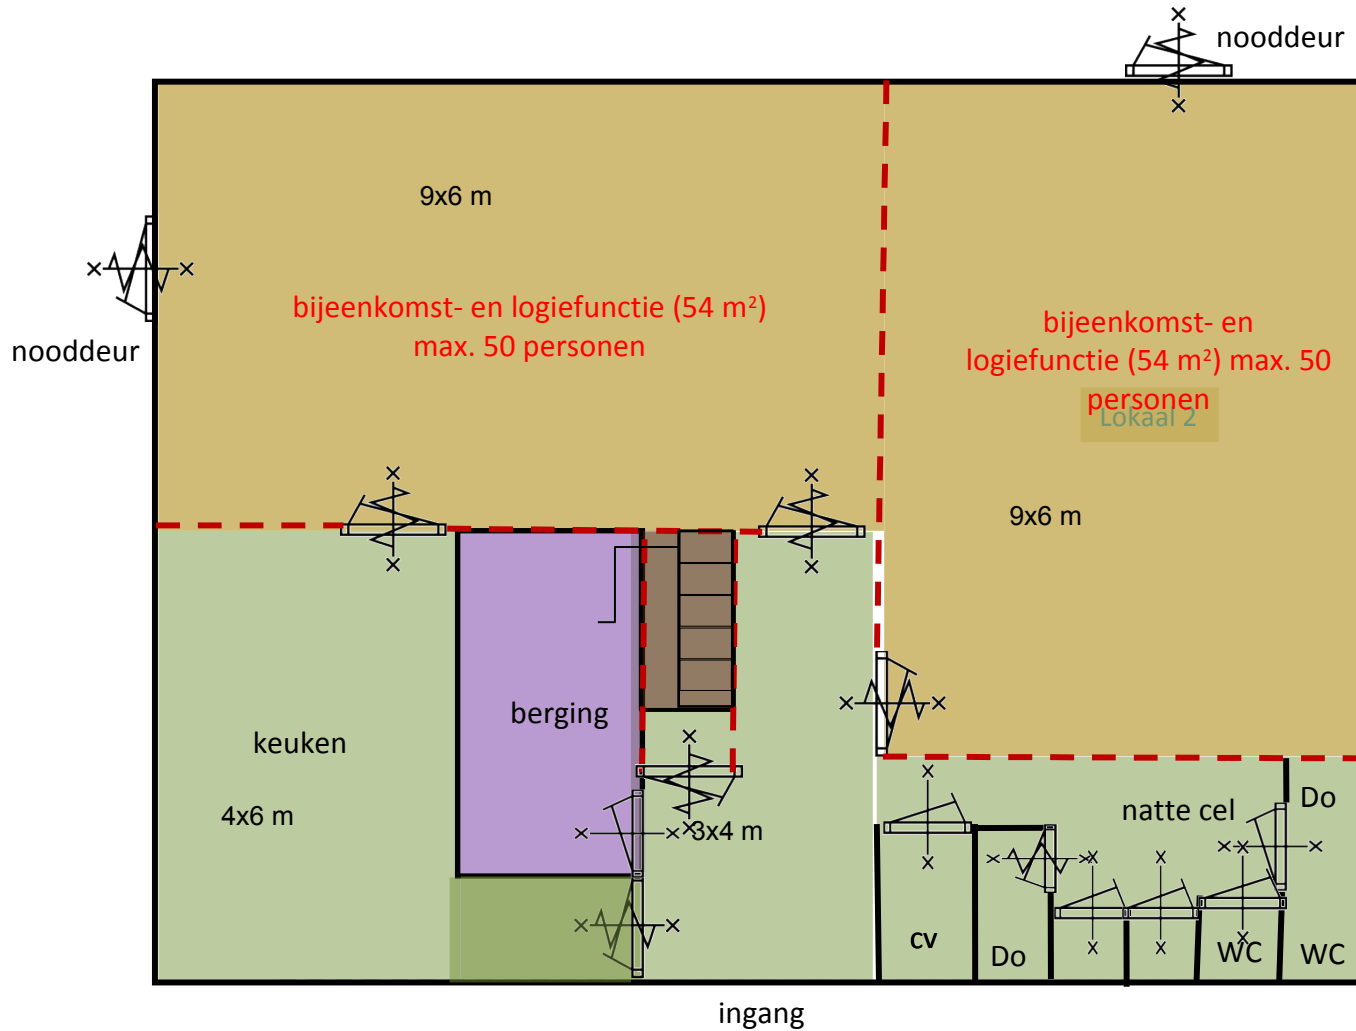 nooddeur
9x6 m
bijeenkomst- en logiefunctie (54 m²)
max. 50 personen
nooddeur
bijeenkomst- en
logiefunctie (54 m²) max. 50
personen
Lokaal 2
9x6 m
keuken
4x6 m
berging
3x4 m
natte cel
Do
cv
Do
WC
WC
ingang